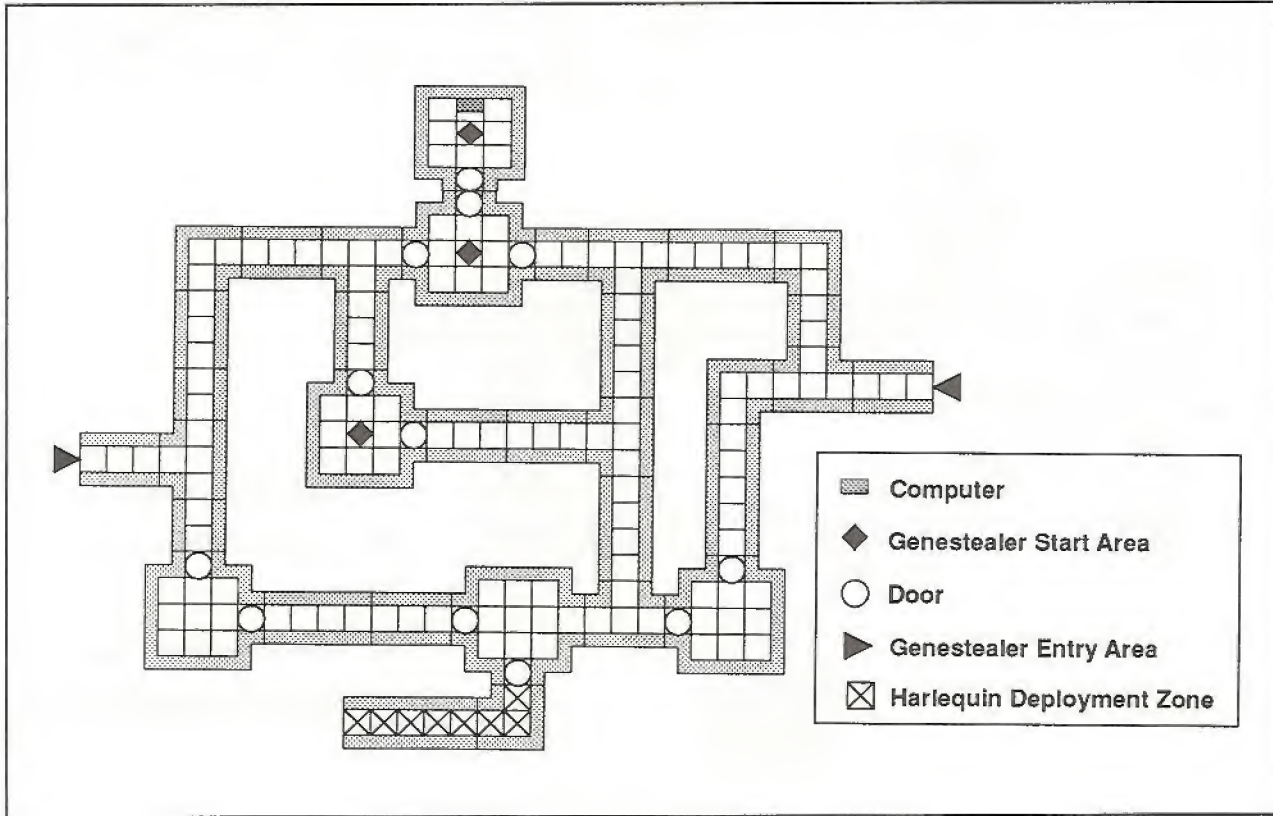 Computer
Genestealer Start Area
Door
Genestealer Entry Area
Harlequin Deployment Zone